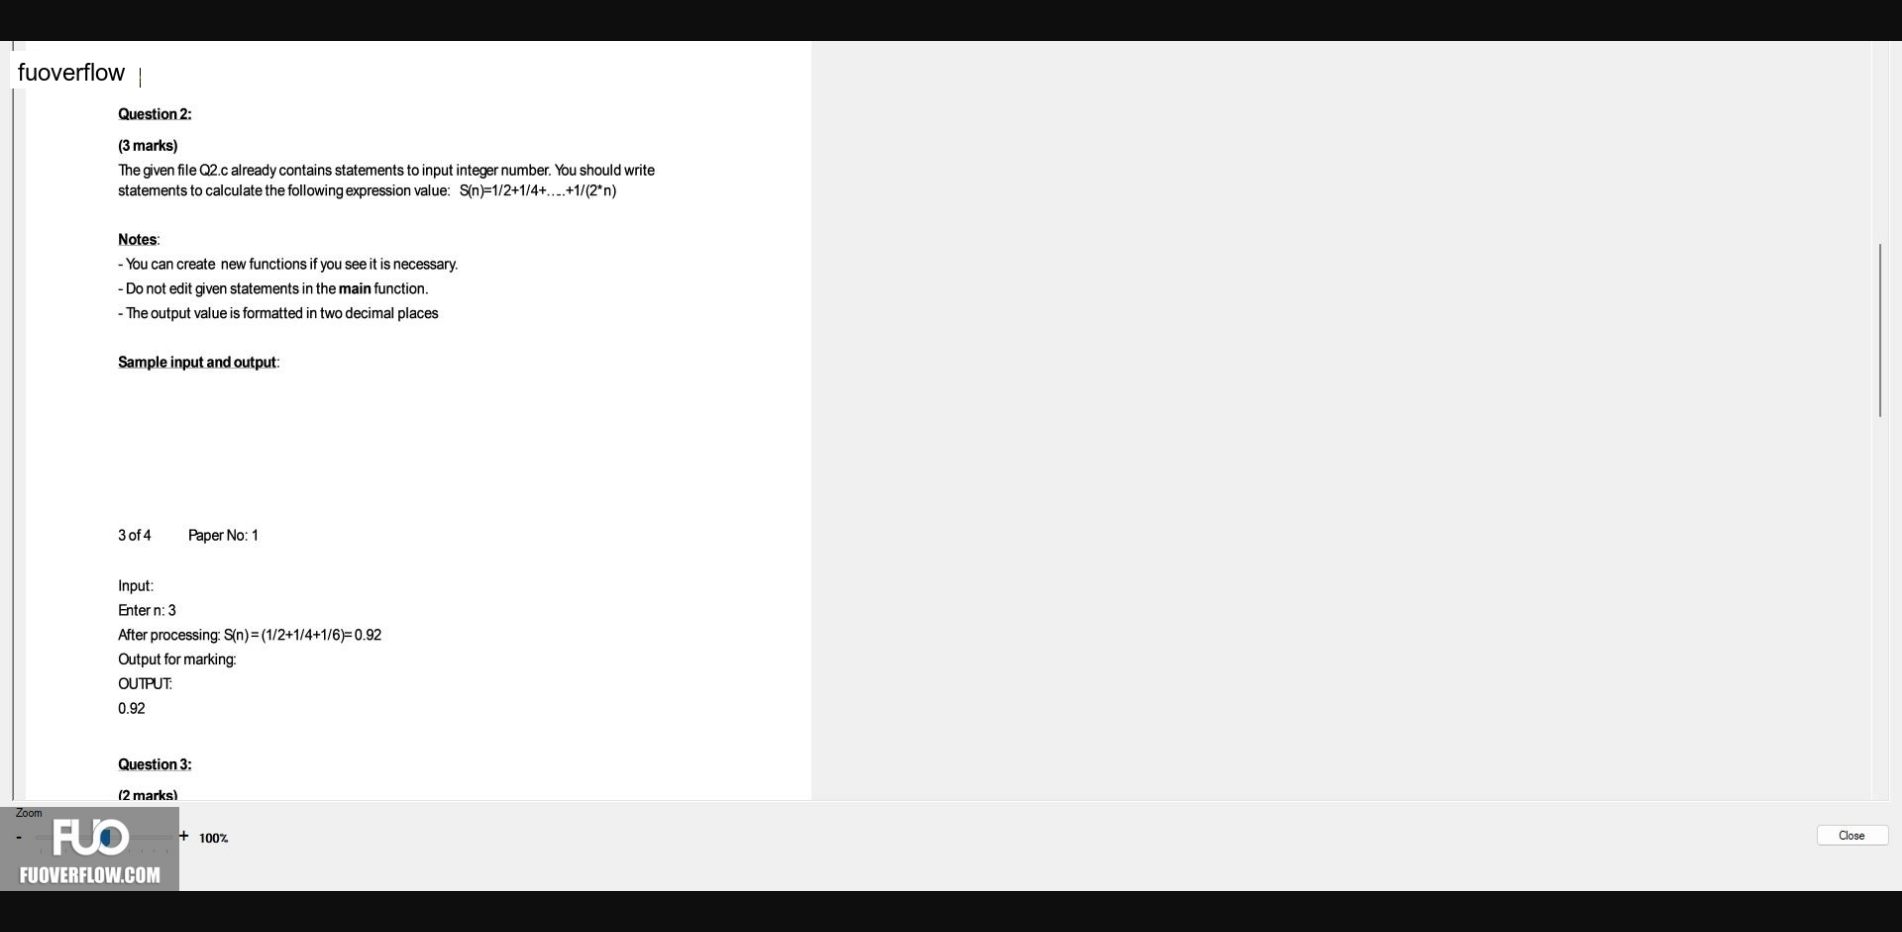 fuoverflow
Question 2:
(3 marks)
The given file Q2.c already contains statements to input integer number. You should write
statements to calculate the following expression value: S(n)=1/2+1/4+.....+1/(2*n)
Notes:
- You can create new functions if you see it is necessary.
- Do not edit given statements in the main function.
- The output value is formatted in two decimal places
Sample input and output:
3 of 4 Paper No: 1
Input:
Enter n: 3
After processing: S(n) = (1/2+1/4+1/6)= 0.92
Output for marking:
OUTPUT:
0.92
Question 3:
(2 marks)
Zoom
- + 100%
Close
FUO
FUOVERFLOW.COM